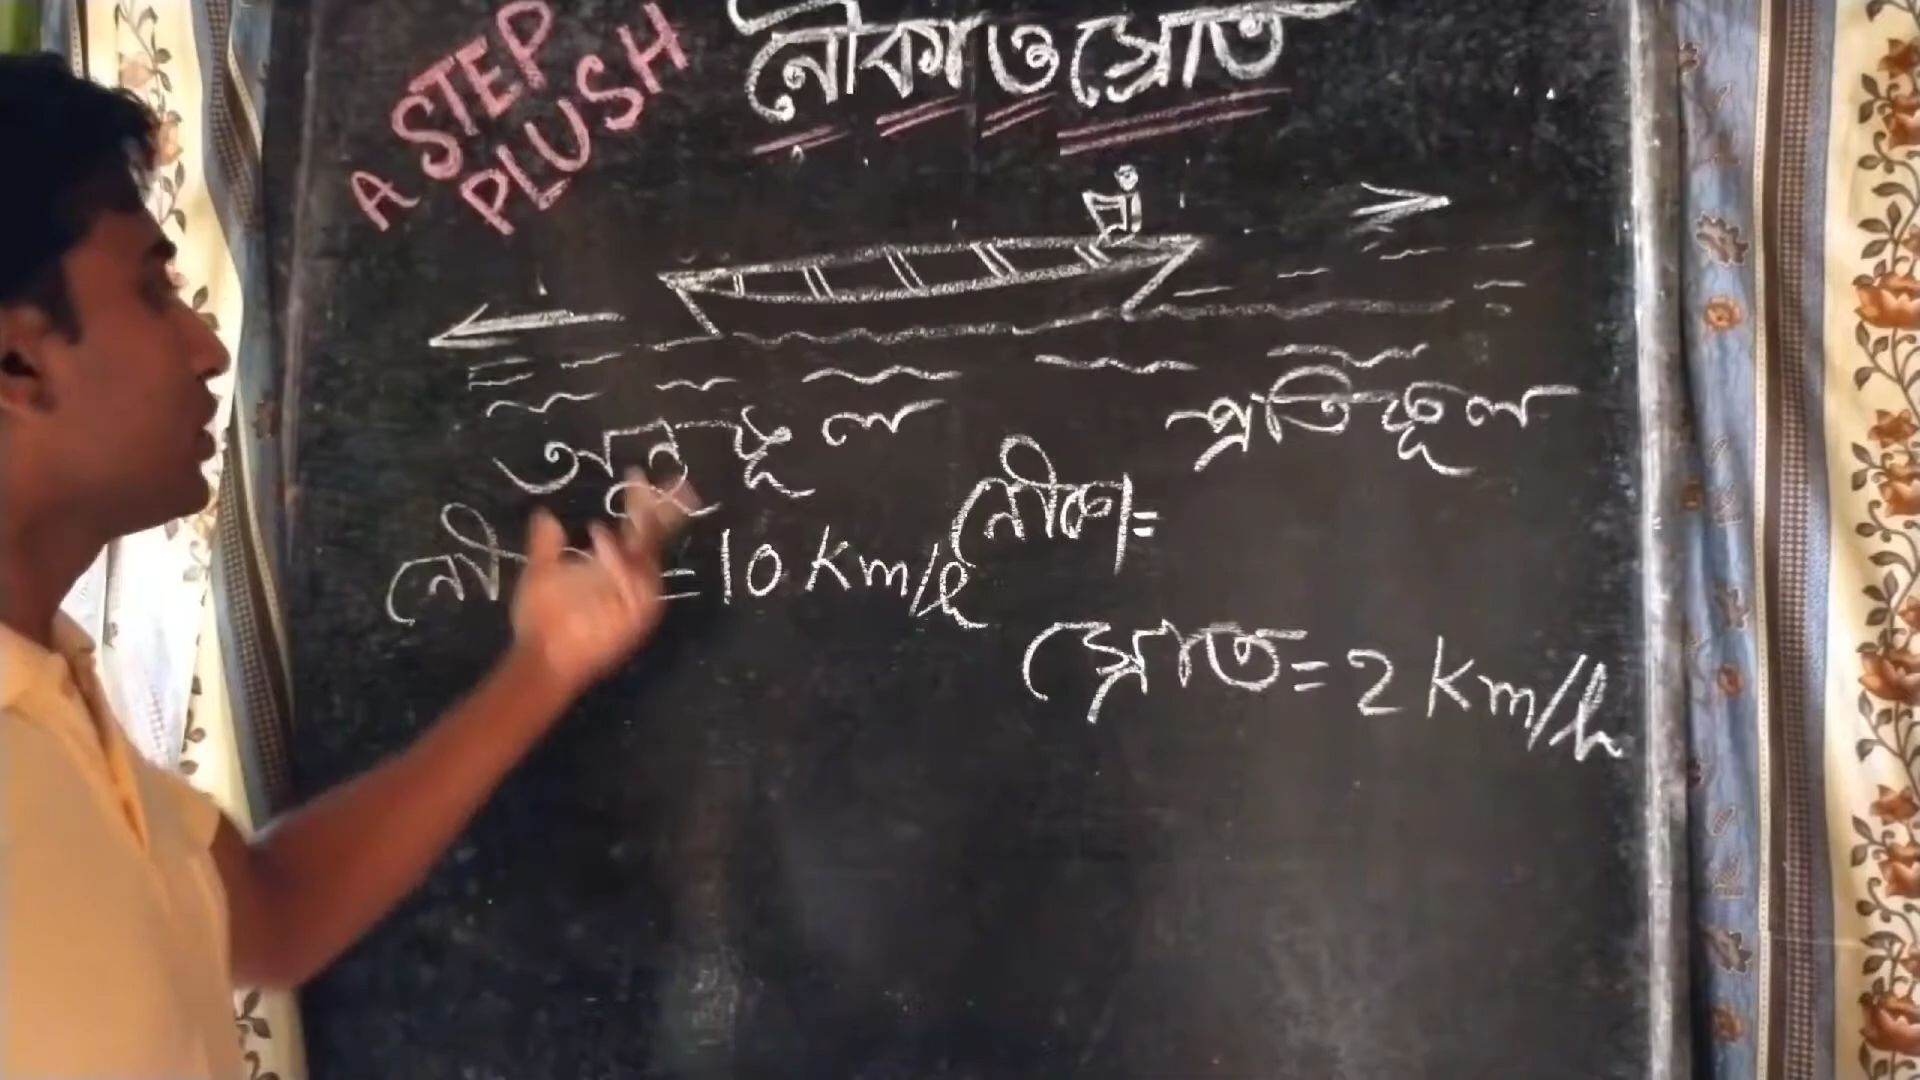 A STEP
PLUSH
নৌকা ও স্রোত
অনুকূল
প্রতিকূল
= 10 Km/h
নৌকা=
স্রোত= 2 Km/h